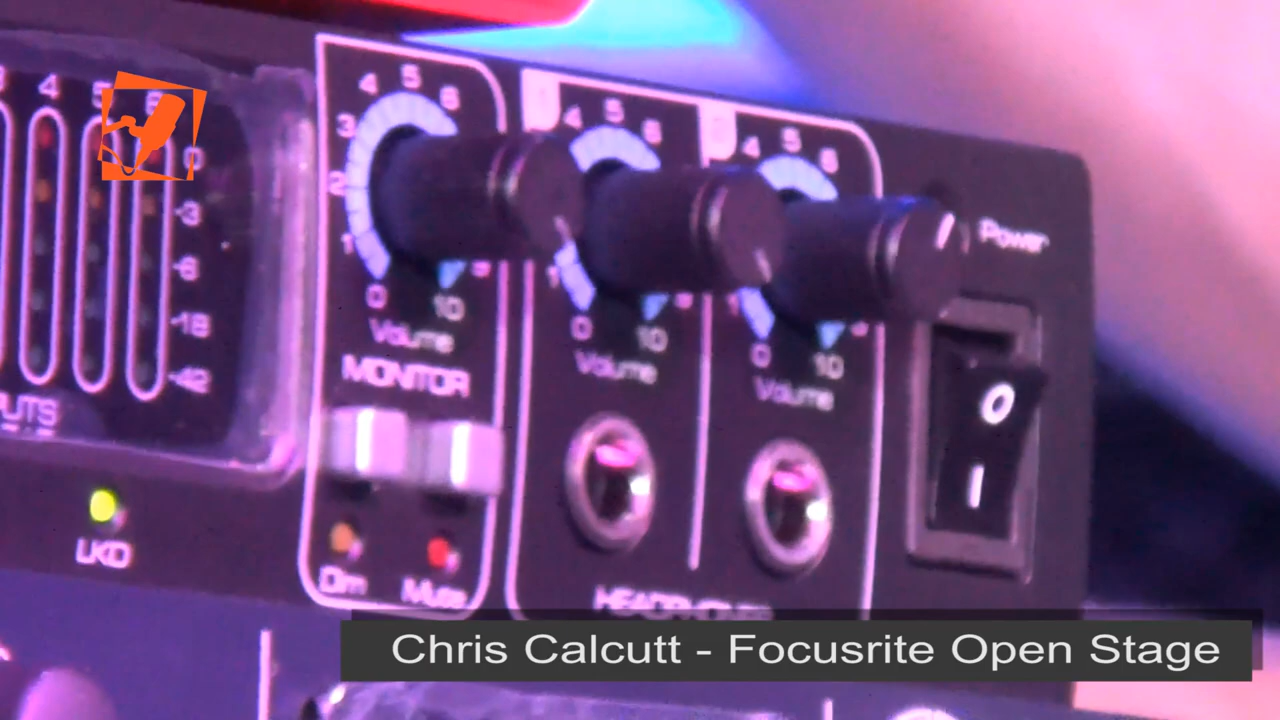 4 5 6
0
-3
-6
-18
-42
LKD
4 5 6
3
2
1
0 10
Volume
MONITOR
Dim Mute
4 5 6
0 10
Volume
4 5 6
0 10
Volume
HEADPHONES
Power
O
I
Chris Calcutt - Focusrite Open Stage